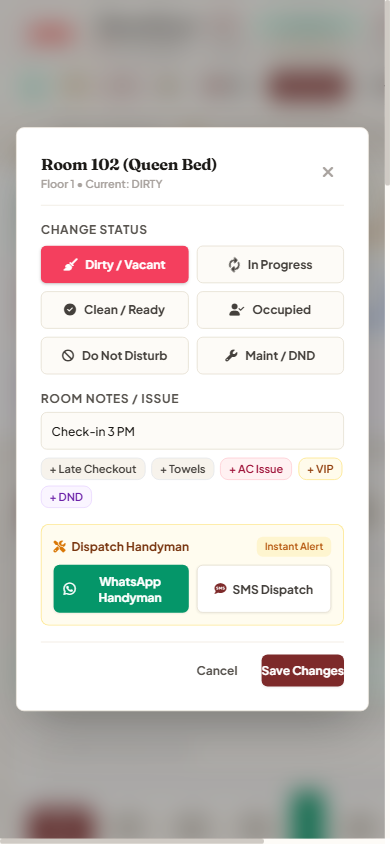 Room 102 (Queen Bed)
Floor 1 • Current: DIRTY
CHANGE STATUS
Dirty / Vacant
In Progress
Clean / Ready
Occupied
Do Not Disturb
Maint / DND
ROOM NOTES / ISSUE
Check-in 3 PM
+ Late Checkout
+ Towels
+ AC Issue
+ VIP
+ DND
Dispatch Handyman
Instant Alert
WhatsApp
Handyman
SMS
SMS Dispatch
Cancel
Save Changes